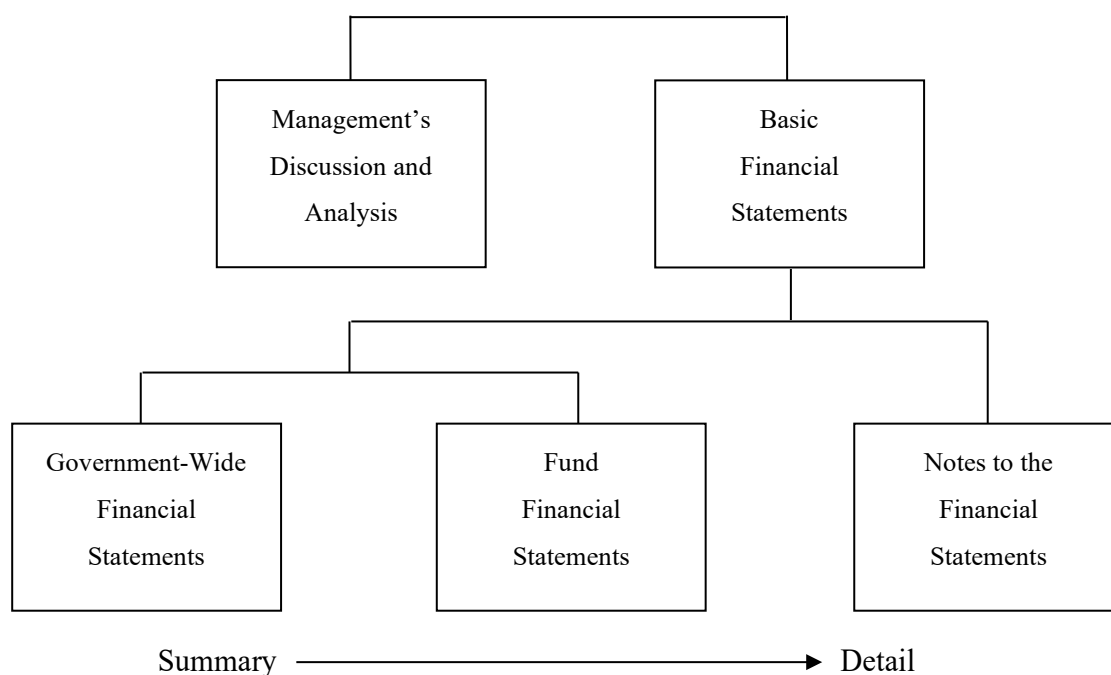 Management’s
Discussion and
Analysis
Basic
Financial
Statements
Government-Wide
Financial
Statements
Fund
Financial
Statements
Notes to the
Financial
Statements
Summary
Detail